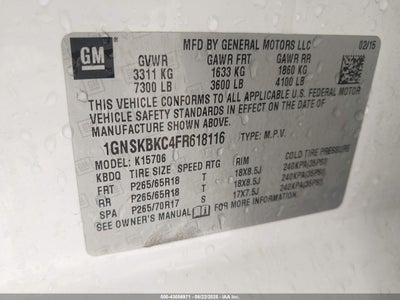 GM
MFD BY GENERAL MOTORS LLC 02/15
GVWR GAWR FRT GAWR RR
3311 KG 1633 KG 1860 KG
7300 LB 3600 LB 4100 LB
THIS VEHICLE CONFORMS TO ALL APPLICABLE U.S. FEDERAL MOTOR
VEHICLE SAFETY STANDARDS IN EFFECT ON THE DATE OF
MANUFACTURE SHOWN ABOVE.
1GNSKBKC4FR618116 TYPE: M.P.V.
MODEL: K15706
KBDQ TIRE SIZE SPEED RTG RIM COLD TIRE PRESSURE
FRT P265/65R18 T 18X8.5J 240KPA(35PSI)
RR P265/65R18 T 18X8.5J 240KPA(35PSI)
SPA P265/70R17 S 17X7.5J 240KPA(35PSI)
SEE OWNER'S MANUAL FOR MORE INFORMATION.